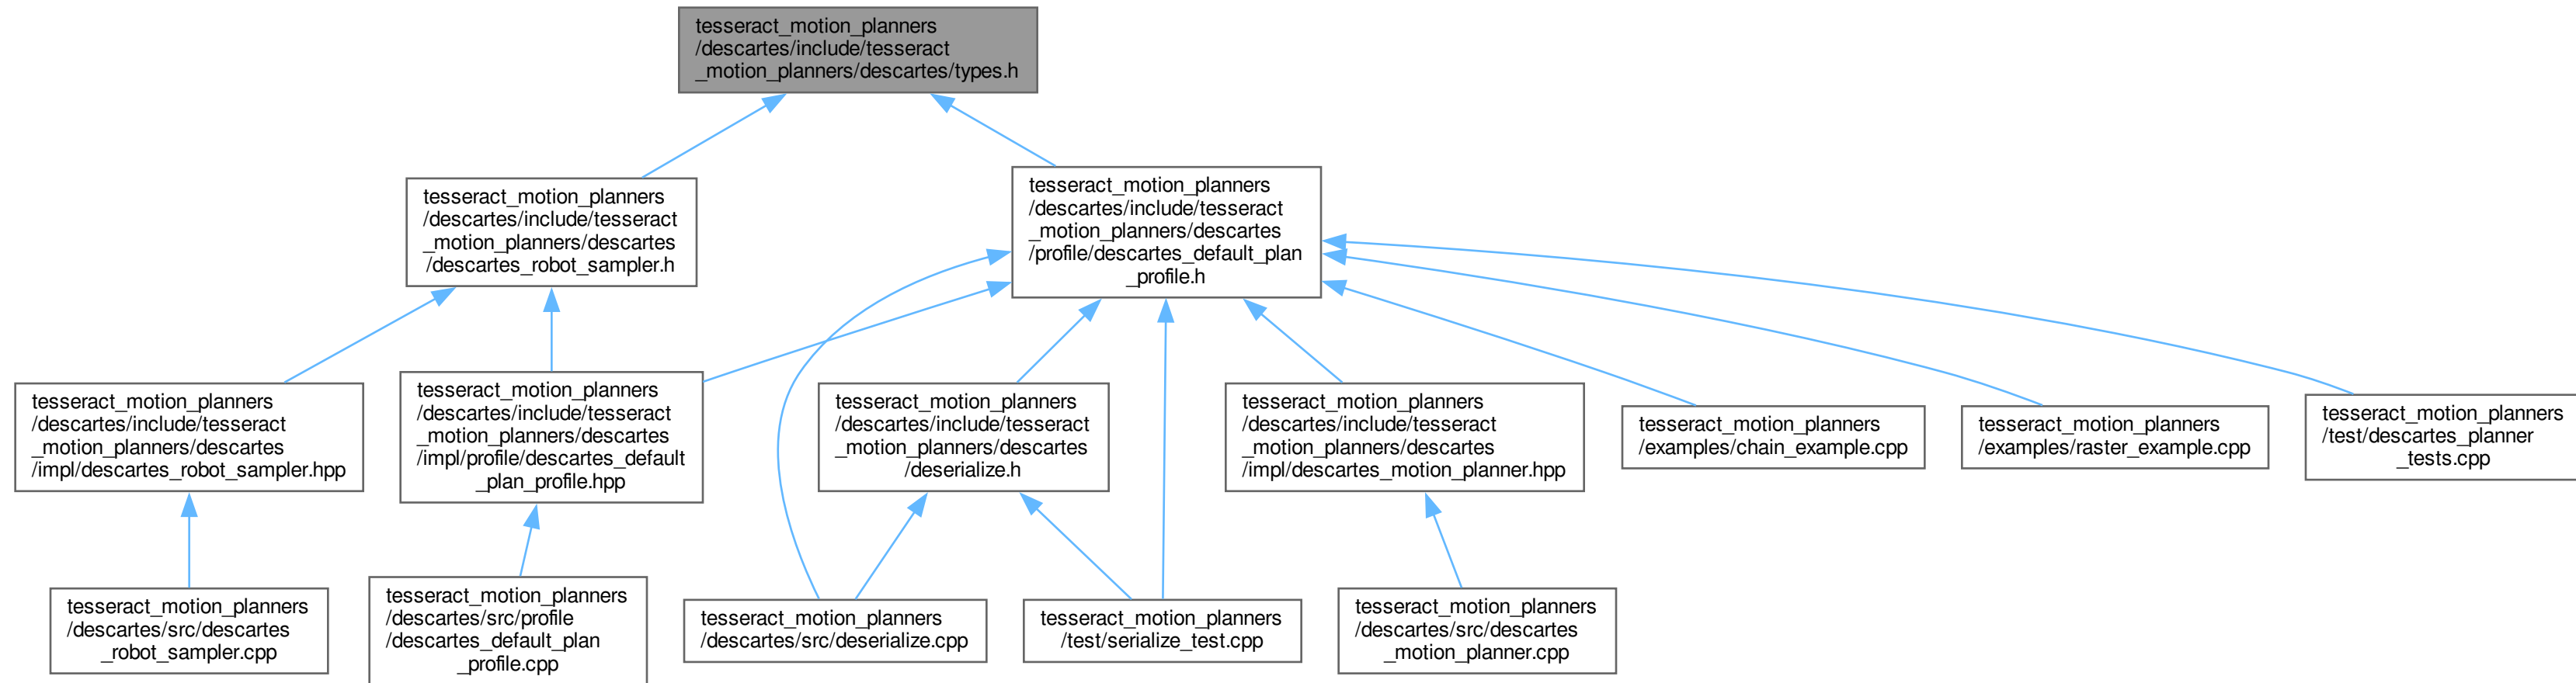 tesseract_motion_planners
/descartes/include/tesseract
_motion_planners/descartes/types.h
tesseract_motion_planners
/descartes/include/tesseract
_motion_planners/descartes
/descartes_robot_sampler.h
tesseract_motion_planners
/descartes/include/tesseract
_motion_planners/descartes
/profile/descartes_default_plan
_profile.h
tesseract_motion_planners
/descartes/include/tesseract
_motion_planners/descartes
/impl/descartes_robot_sampler.hpp
tesseract_motion_planners
/descartes/include/tesseract
_motion_planners/descartes
/impl/profile/descartes_default
_plan_profile.hpp
tesseract_motion_planners
/descartes/include/tesseract
_motion_planners/descartes
/deserialize.h
tesseract_motion_planners
/descartes/include/tesseract
_motion_planners/descartes
/impl/descartes_motion_planner.hpp
tesseract_motion_planners
/examples/chain_example.cpp
tesseract_motion_planners
/examples/raster_example.cpp
tesseract_motion_planners
/test/descartes_planner
_tests.cpp
tesseract_motion_planners
/descartes/src/descartes
_robot_sampler.cpp
tesseract_motion_planners
/descartes/src/profile
/descartes_default_plan
_profile.cpp
tesseract_motion_planners
/descartes/src/deserialize.cpp
tesseract_motion_planners
/test/serialize_test.cpp
tesseract_motion_planners
/descartes/src/descartes
_motion_planner.cpp